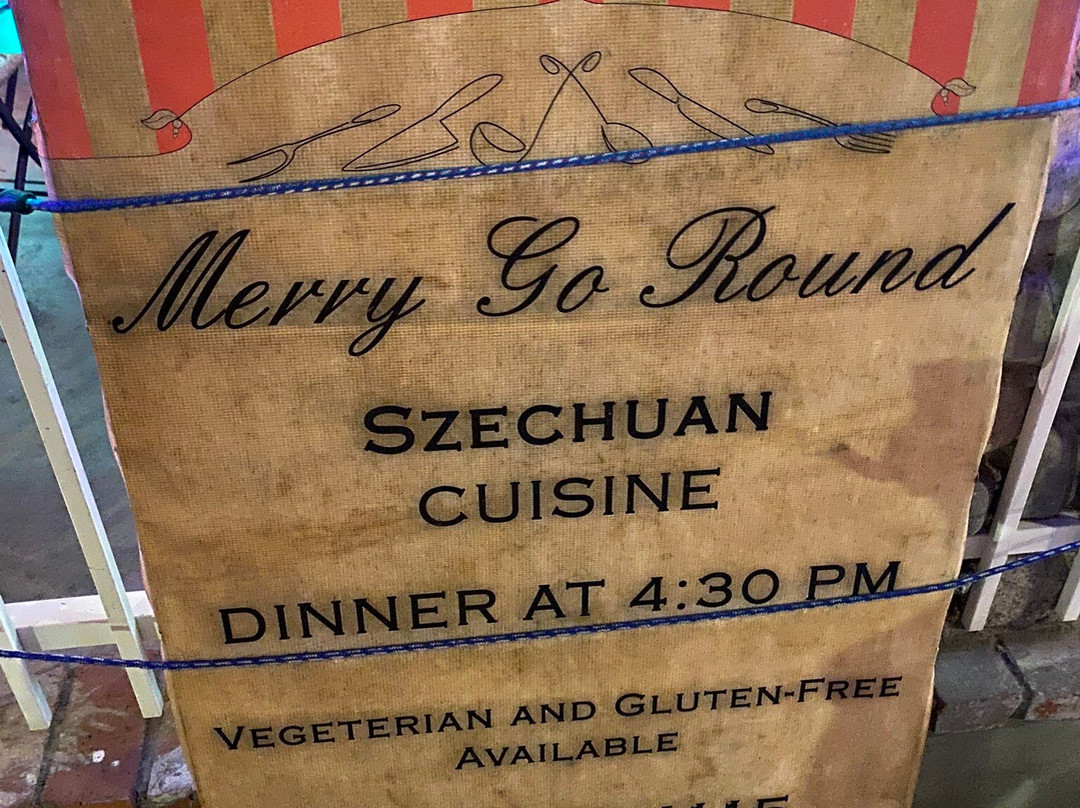 Merry Go Round
SZECHUAN
CUISINE
DINNER AT 4:30 PM
VEGETERIAN AND GLUTEN-FREE
AVAILABLE